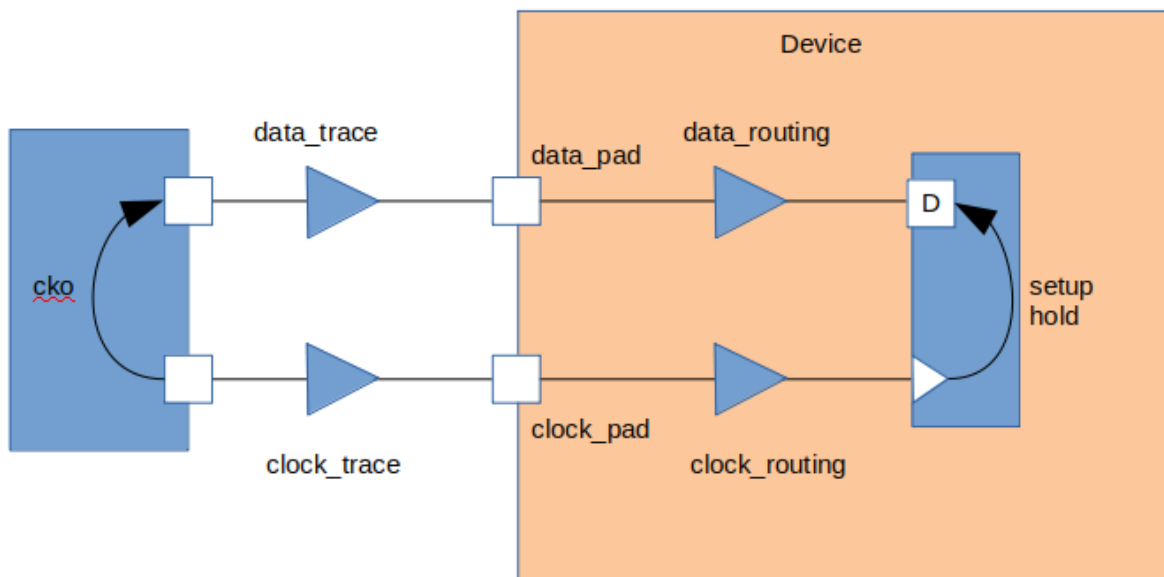 Device
data_trace
data_routing
data_pad
D
cko
setup
hold
clock_pad
clock_trace
clock_routing